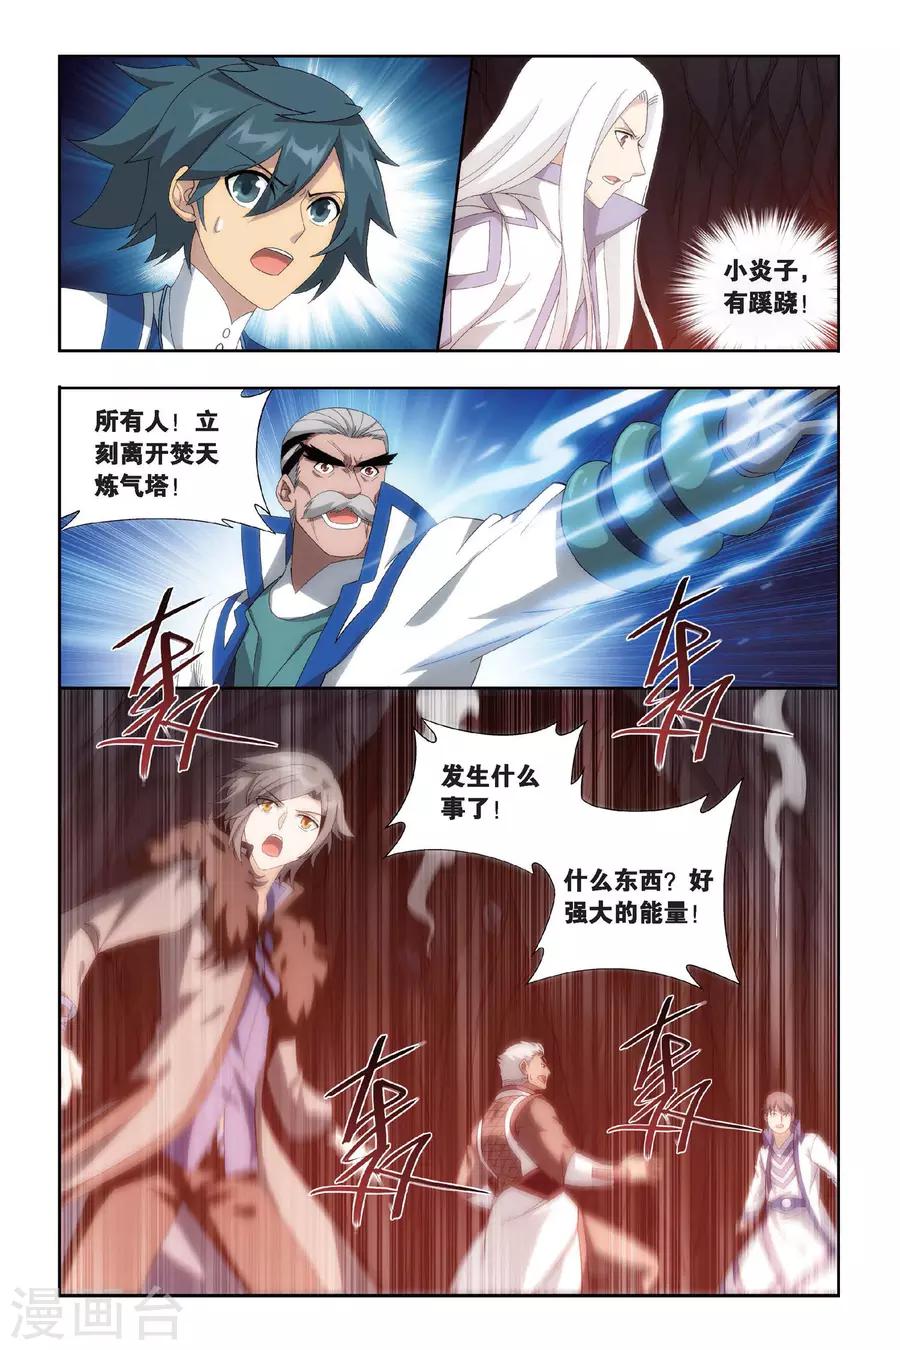 小炎子，
有蹊跷！
所有人！立
刻离开焚天
炼气塔！
轰
轰
发生什么
事了！
什么东西？好
强大的能量！
轰
轰
漫画台